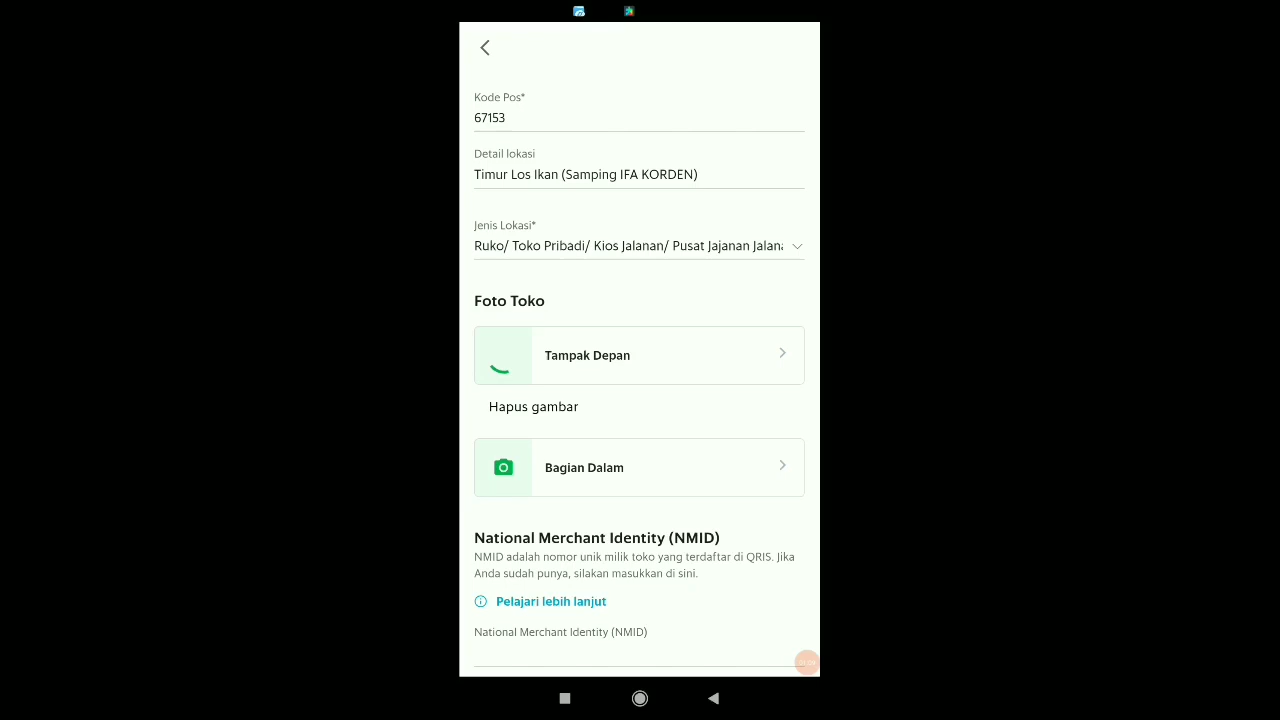 Kode Pos*
67153
Detail lokasi
Timur Los Ikan (Samping IFA KORDEN)
Jenis Lokasi*
Ruko/ Toko Pribadi/ Kios Jalanan/ Pusat Jajanan Jalana
Foto Toko
Tampak Depan
Hapus gambar
Bagian Dalam
National Merchant Identity (NMID)
NMID adalah nomor unik milik toko yang terdaftar di QRIS. Jika
Anda sudah punya, silakan masukkan di sini.
Pelajari lebih lanjut
National Merchant Identity (NMID)